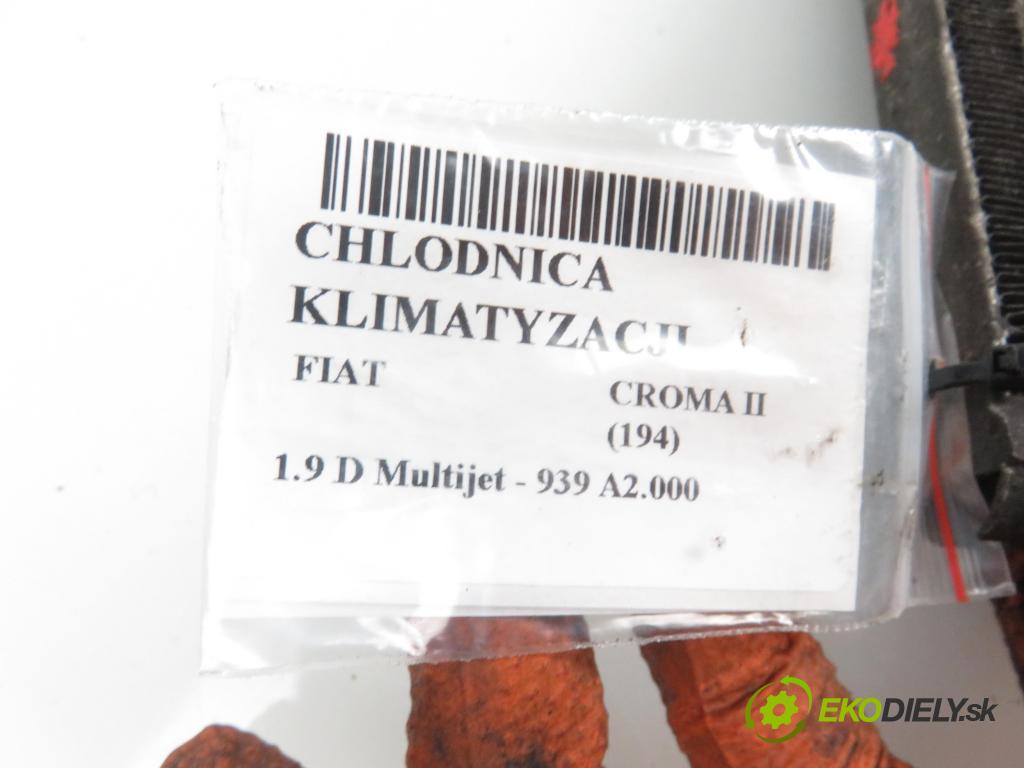 CHLODNICA
KLIMATYZACJI
FIAT
CROMA II
(194)
1.9 D Multijet - 939 A2.000
EKODIELY.sk